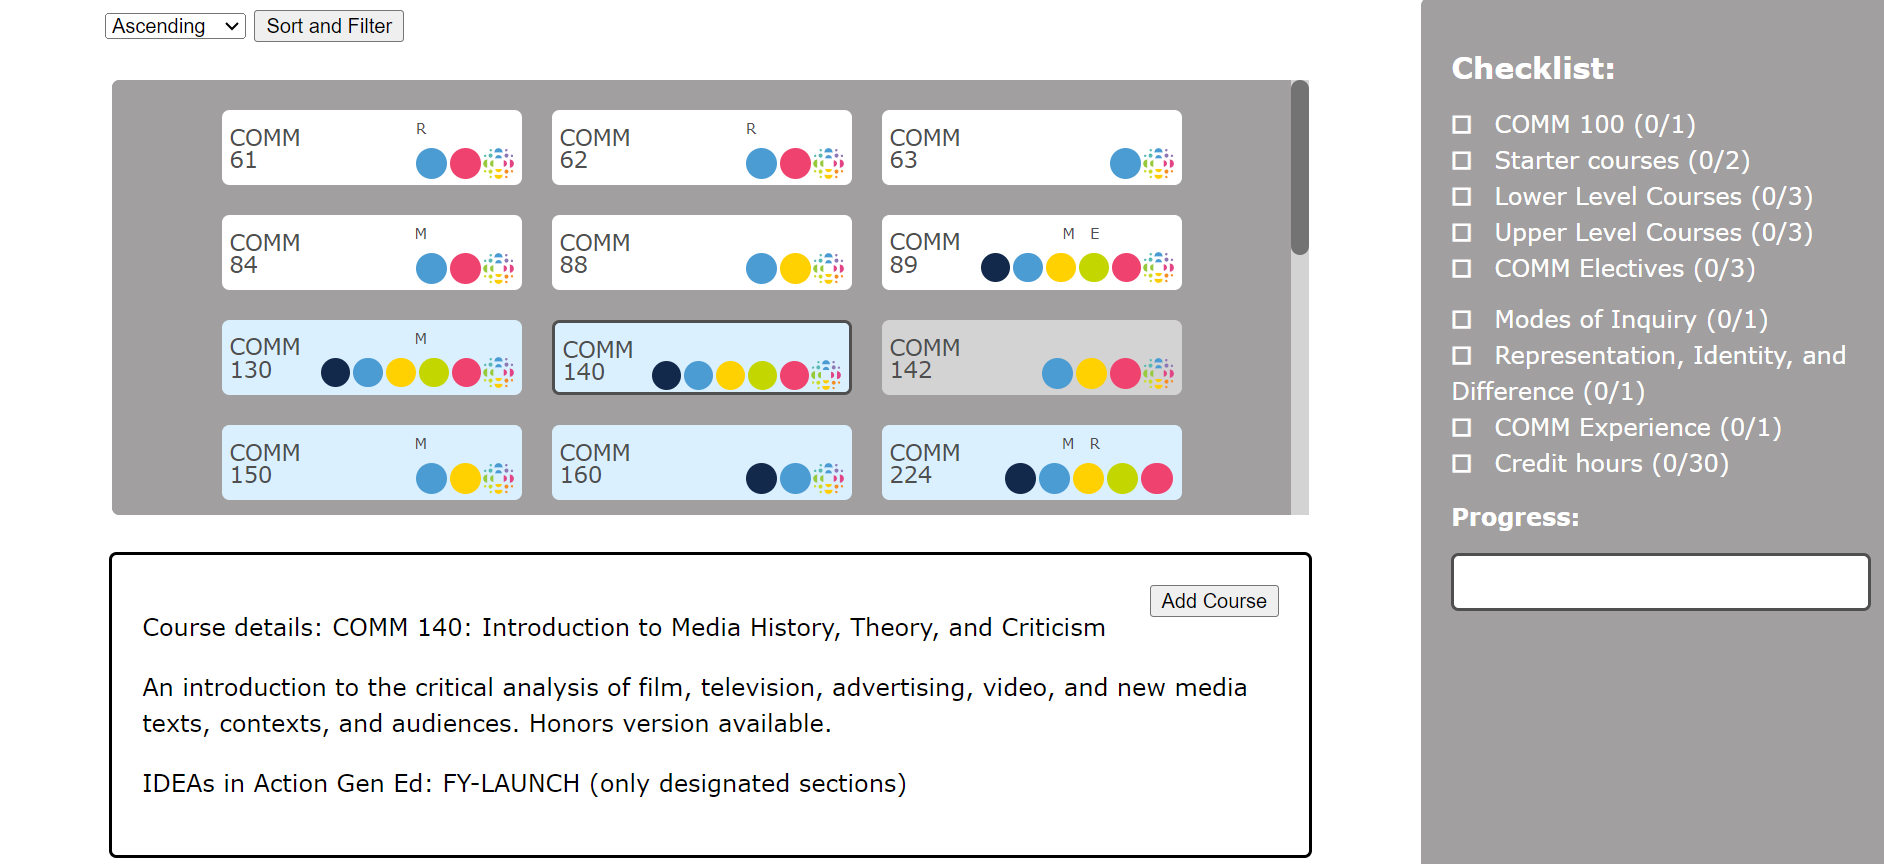 Ascending
Sort and Filter
COMM
61
R
COMM
62
R
COMM
63
COMM
84
M
COMM
88
COMM
89
M E
COMM
130
M
COMM
140
COMM
142
COMM
150
M
COMM
160
COMM
224
M R
Add Course
Course details: COMM 140: Introduction to Media History, Theory, and Criticism
An introduction to the critical analysis of film, television, advertising, video, and new media
texts, contexts, and audiences. Honors version available.
IDEAs in Action Gen Ed: FY-LAUNCH (only designated sections)
Checklist:
COMM 100 (0/1)
Starter courses (0/2)
Lower Level Courses (0/3)
Upper Level Courses (0/3)
COMM Electives (0/3)
Modes of Inquiry (0/1)
Representation, Identity, and
Difference (0/1)
COMM Experience (0/1)
Credit hours (0/30)
Progress: